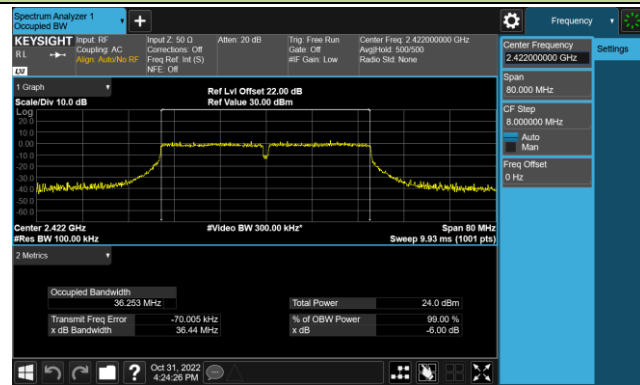 Spectrum Analyzer 1
Occupied BW
Frequency
KEYSIGHT
RL
LXI
Input: RF
Coupling: AC
Align: Auto/No RF
Input Z: 50 Ω
Corrections: Off
Freq Ref: Int (S)
NFE: Off
Atten: 20 dB
Trig: Free Run
Gate: Off
#IF Gain: Low
Center Freq: 2.422000000 GHz
Avg|Hold: 500/500
Radio Std: None
Center Frequency
2.422000000 GHz
Settings
Span
80.000 MHz
CF Step
8.000000 MHz
Auto
Man
Freq Offset
0 Hz
1 Graph
Scale/Div 10.0 dB
Ref Lvl Offset 22.00 dB
Ref Value 30.00 dBm
Log
20.0
10.0
0.00
-10.0
-20.0
-30.0
-40.0
-50.0
-60.0
Center 2.422 GHz
#Res BW 100.00 kHz
#Video BW 300.00 kHz*
Span 80 MHz
Sweep 9.93 ms (1001 pts)
2 Metrics
Occupied Bandwidth
36.253 MHz
Transmit Freq Error -70.005 kHz
x dB Bandwidth 36.44 MHz
Total Power 24.0 dBm
% of OBW Power 99.00 %
x dB -6.00 dB
?
Oct 31, 2022
4:24:26 PM